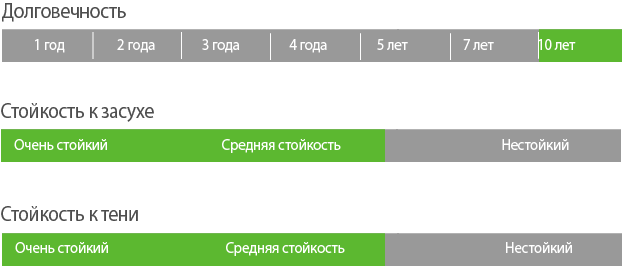 Долговечность
1 год 2 года 3 года 4 года 5 лет 7 лет 10 лет
Стойкость к засухе
Очень стойкий Средняя стойкость Нестойкий
Стойкость к тени
Очень стойкий Средняя стойкость Нестойкий